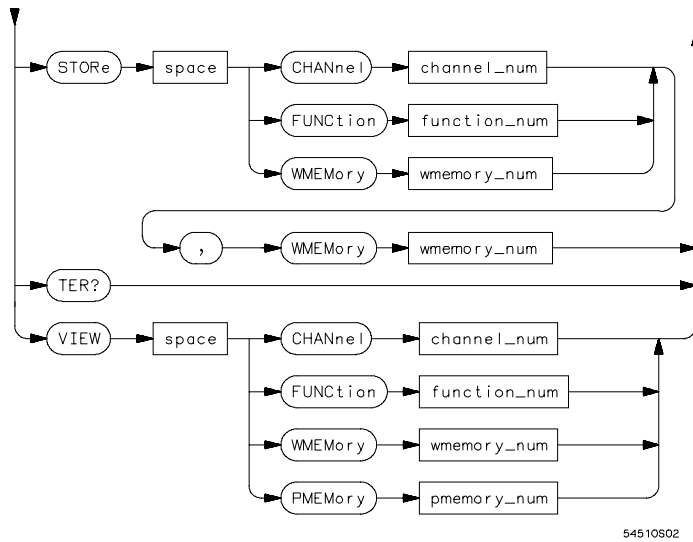 STORe space CHANnel channel_num
FUNCtion function_num
WMEMory wmemory_num
, WMEMory wmemory_num
TER?
VIEW space CHANnel channel_num
FUNCtion function_num
WMEMory wmemory_num
PMEMory pmemory_num
54510S02